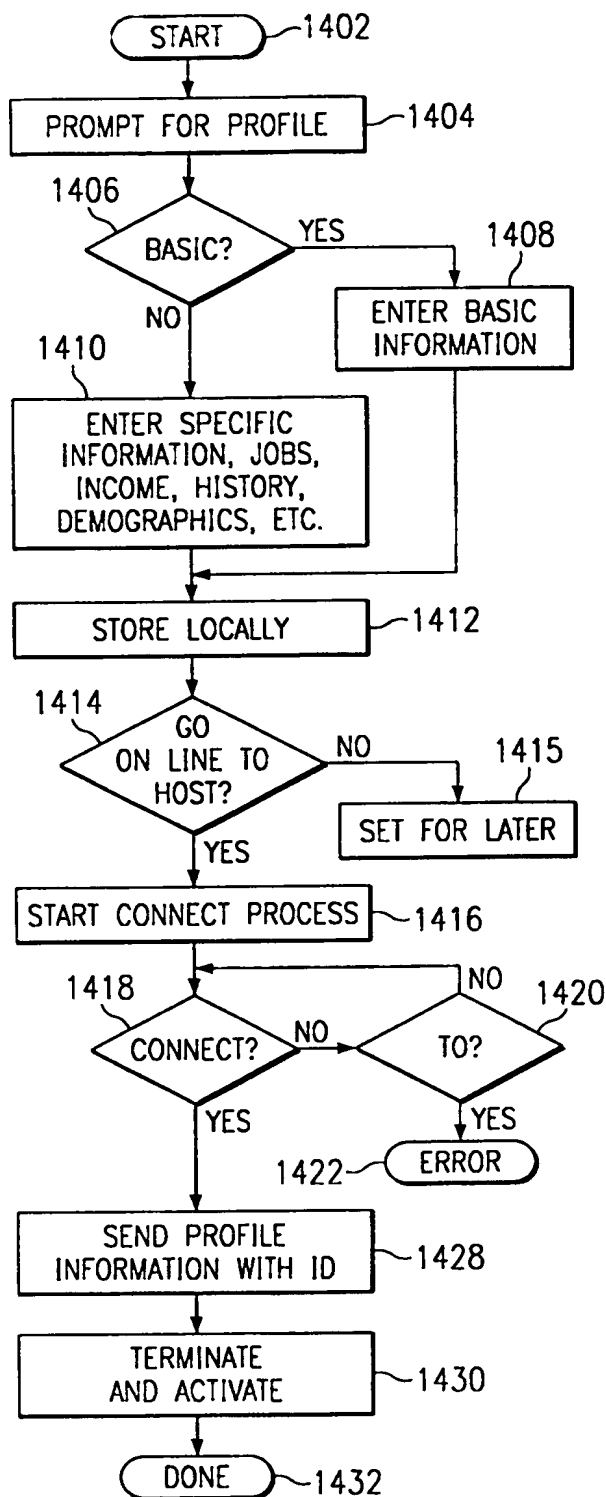 START
1402
PROMPT FOR PROFILE
1404
1406
BASIC?
YES
NO
1408
ENTER BASIC
INFORMATION
1410
ENTER SPECIFIC
INFORMATION, JOBS,
INCOME, HISTORY,
DEMOGRAPHICS, ETC.
STORE LOCALLY
1412
1414
GO
ON LINE TO
HOST?
NO
YES
1415
SET FOR LATER
START CONNECT PROCESS
1416
1418
CONNECT?
NO
YES
NO
1420
TO?
YES
1422
ERROR
SEND PROFILE
INFORMATION WITH ID
1428
TERMINATE
AND ACTIVATE
1430
DONE
1432